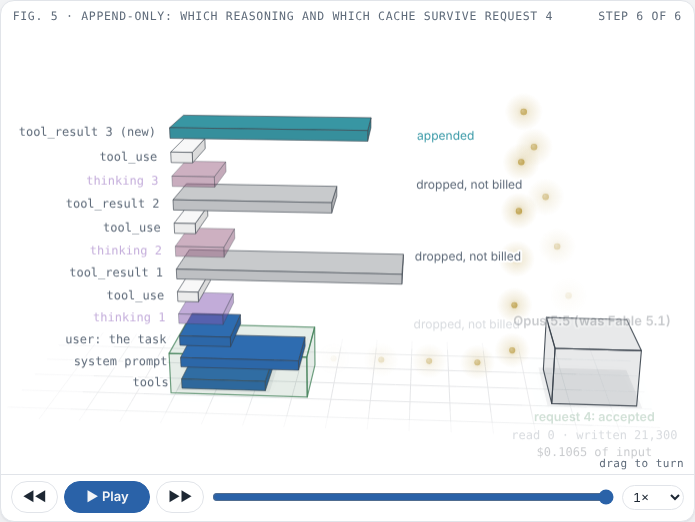 FIG. 5 · APPEND-ONLY: WHICH REASONING AND WHICH CACHE SURVIVE REQUEST 4
STEP 6 OF 6
tool_result 3 (new)
appended
tool_use
thinking 3
dropped, not billed
tool_result 2
tool_use
thinking 2
dropped, not billed
tool_result 1
tool_use
thinking 1
dropped, not billed
Opus 5.5 (was Fable 5.1)
user: the task
system prompt
tools
request 4: accepted
read 0 · written 21,300
$0.1065 of input
drag to turn
Play
1×